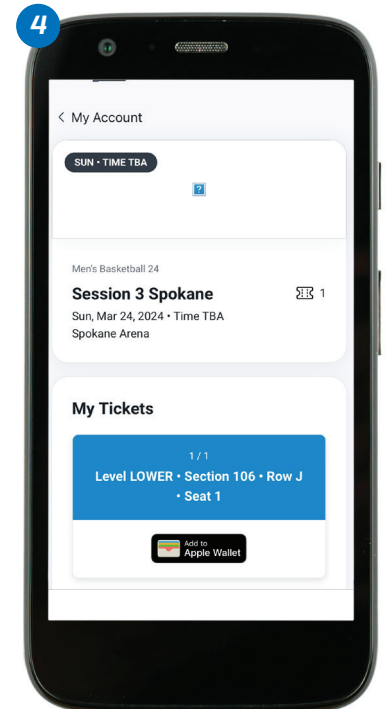 4
< My Account
SUN • TIME TBA
?
Men's Basketball 24
Session 3 Spokane
1
Sun, Mar 24, 2024 • Time TBA
Spokane Arena
My Tickets
1 / 1
Level LOWER • Section 106 • Row J
• Seat 1
Add to
Apple Wallet